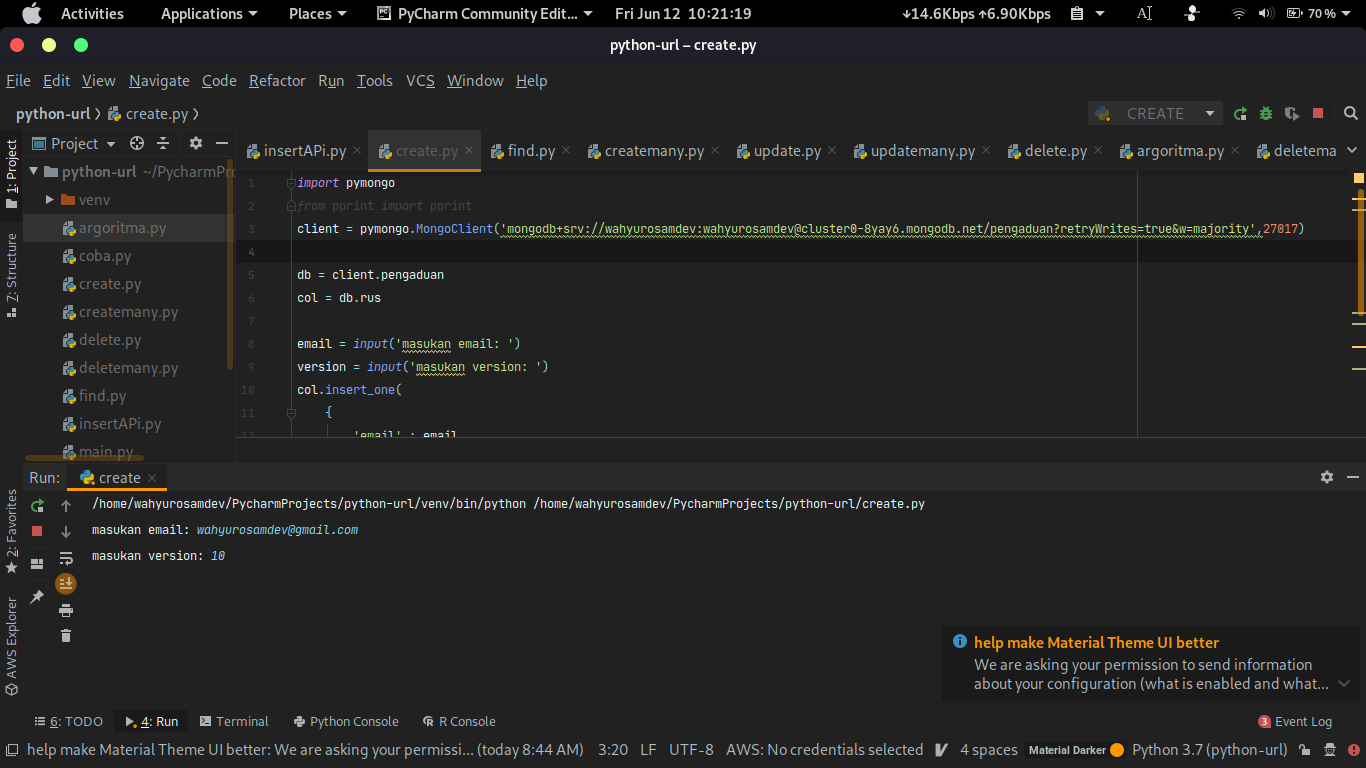 Activities Applications Places PyCharm Community Edit... Fri Jun 12 10:21:19 ↓14.6Kbps ↑6.90Kbps 70 %
python-url – create.py
File Edit View Navigate Code Refactor Run Tools VCS Window Help
python-url create.py CREATE
1: Project
7: Structure
2: Favorites
AWS Explorer
Project
python-url ~/PycharmPro
venv
argoritma.py
coba.py
create.py
createmany.py
delete.py
deletemany.py
find.py
insertAPi.py
main.py
insertAPi.py create.py find.py createmany.py update.py updatemany.py delete.py argoritma.py deletema
1 import pymongo
2 from pprint import pprint
3 client = pymongo.MongoClient('mongodb+srv://wahyurosamdev:wahyurosamdev@cluster0-8yay6.mongodb.net/pengaduan?retryWrites=true&w=majority',27017)
4
5 db = client.pengaduan
6 col = db.rus
7
8 email = input('masukan email: ')
9 version = input('masukan version: ')
10 col.insert_one(
11 {
12 'email' : email
Run: create
/home/wahyurosamdev/PycharmProjects/python-url/venv/bin/python /home/wahyurosamdev/PycharmProjects/python-url/create.py
masukan email: wahyurosamdev@gmail.com
masukan version: 10
help make Material Theme UI better
We are asking your permission to send information
about your configuration (what is enabled and what...
6: TODO 4: Run Terminal Python Console R Console 3 Event Log
help make Material Theme UI better: We are asking your permissi... (today 8:44 AM) 3:20 LF UTF-8 AWS: No credentials selected 4 spaces Material Darker Python 3.7 (python-url)